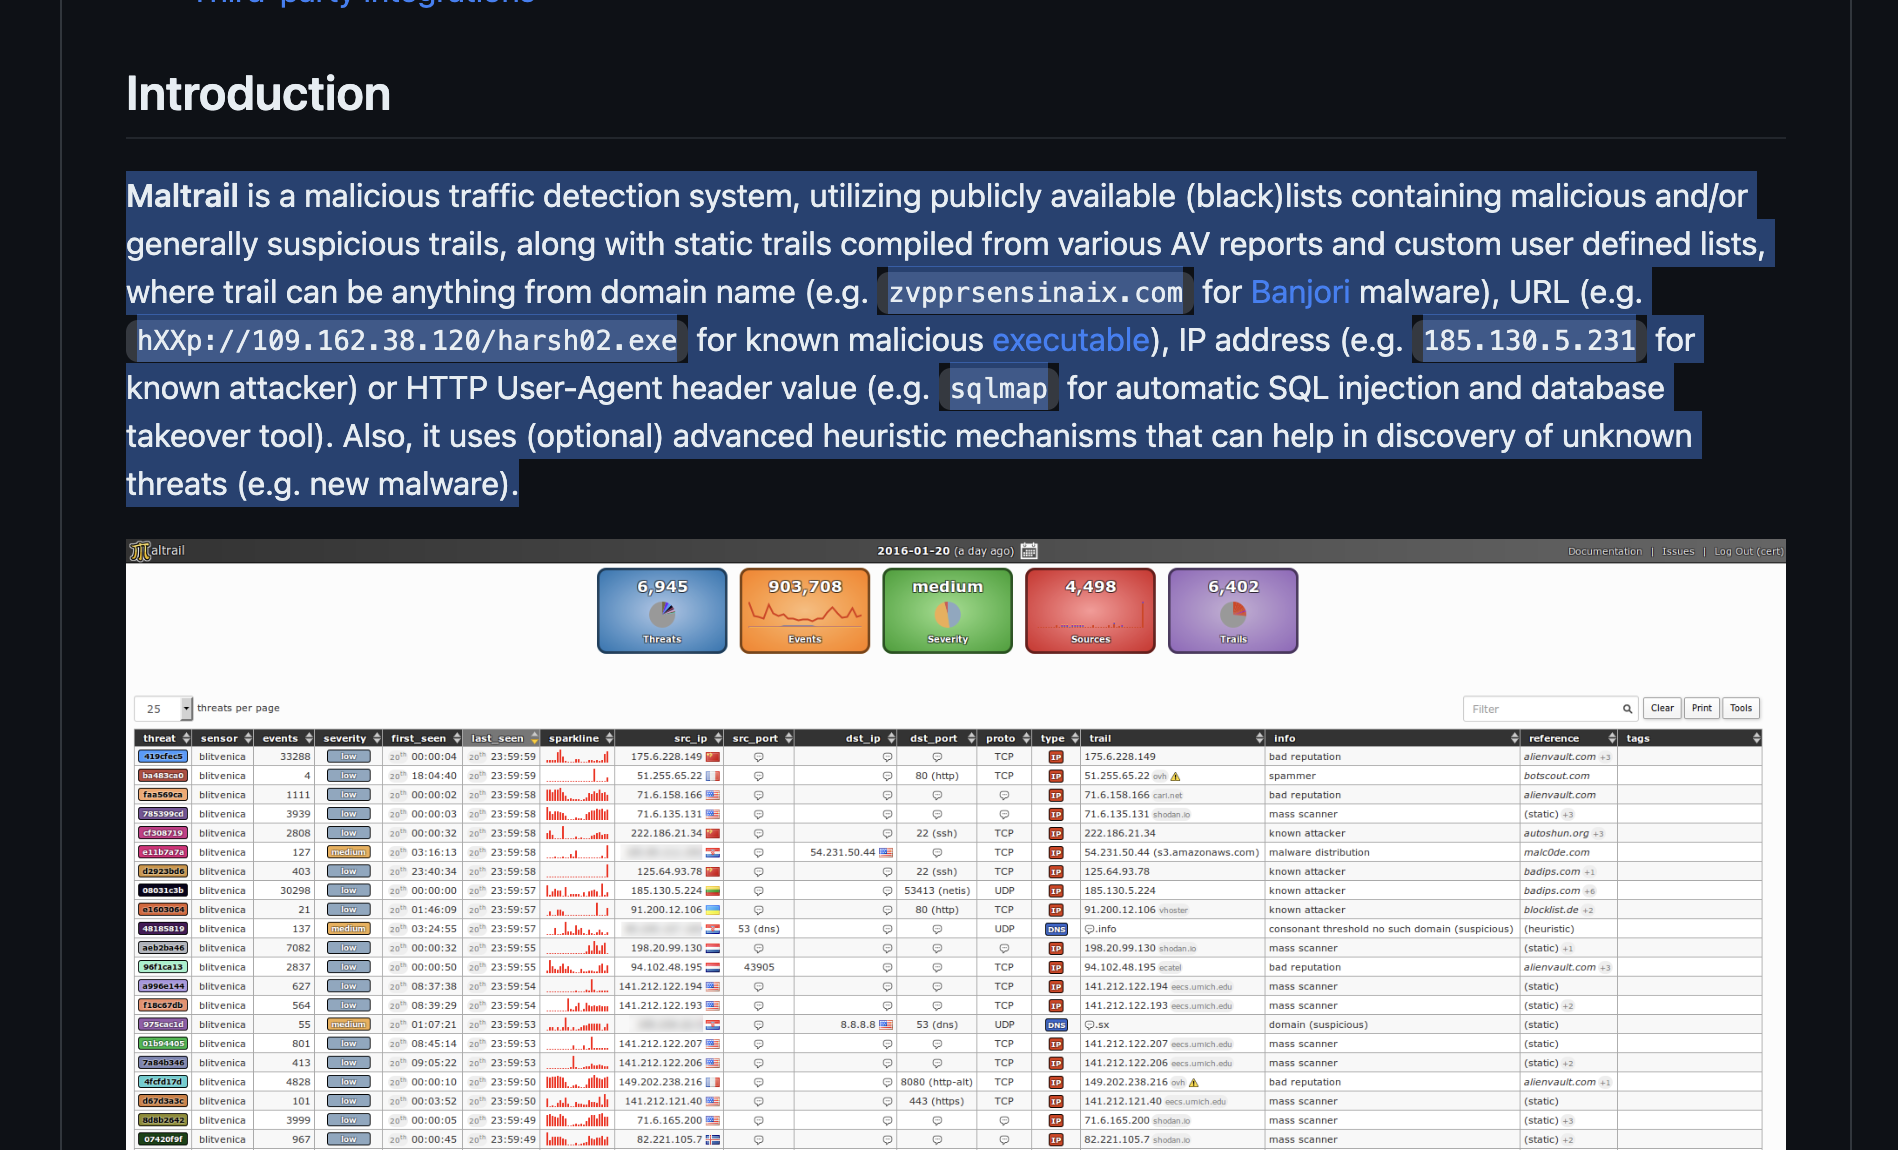 Third-party integrations
Introduction
Maltrail is a malicious traffic detection system, utilizing publicly available (black)lists containing malicious and/or
generally suspicious trails, along with static trails compiled from various AV reports and custom user defined lists,
where trail can be anything from domain name (e.g. zvpprsensinaix.com for Banjori malware), URL (e.g.
hXXp://109.162.38.120/harsh02.exe for known malicious executable), IP address (e.g. 185.130.5.231 for
known attacker) or HTTP User-Agent header value (e.g. sqlmap for automatic SQL injection and database
takeover tool). Also, it uses (optional) advanced heuristic mechanisms that can help in discovery of unknown
threats (e.g. new malware).
altrail 2016-01-20 (a day ago) Documentation | Issues | Log Out (cert)
6,945 903,708 medium 4,498 6,402
Threats Events Severity Sources Trails
25 threats per page Filter Clear Print Tools
threat sensor events severity first_seen last_seen sparkline src_ip src_port dst_ip dst_port proto type trail info reference tags
419cfec5 blitvenica 33288 low 20th 00:00:04 20th 23:59:59 175.6.228.149 TCP IP 175.6.228.149 bad reputation alienvault.com +3
ba483ca0 blitvenica 4 low 20th 18:04:40 20th 23:59:59 51.255.65.22 80 (http) TCP IP 51.255.65.22 ovh spammer botscout.com
faa569ca blitvenica 1111 low 20th 00:00:02 20th 23:59:58 71.6.158.166 IP 71.6.158.166 cari.net bad reputation alienvault.com
785399cd blitvenica 3939 low 20th 00:00:03 20th 23:59:58 71.6.135.131 IP 71.6.135.131 shodan.io mass scanner (static) +3
cf308719 blitvenica 2808 low 20th 00:00:32 20th 23:59:58 222.186.21.34 22 (ssh) TCP IP 222.186.21.34 known attacker autoshun.org +3
e11b7a7a blitvenica 127 medium 20th 03:16:13 20th 23:59:58 54.231.50.44 TCP IP 54.231.50.44 (s3.amazonaws.com) malware distribution malc0de.com
d2923bd6 blitvenica 403 low 20th 23:40:34 20th 23:59:58 125.64.93.78 22 (ssh) TCP IP 125.64.93.78 known attacker badips.com +1
08031c3b blitvenica 30298 low 20th 00:00:00 20th 23:59:57 185.130.5.224 53413 (netis) UDP IP 185.130.5.224 known attacker badips.com +6
e1603064 blitvenica 21 low 20th 01:46:09 20th 23:59:57 91.200.12.106 80 (http) TCP IP 91.200.12.106 vhoster known attacker blocklist.de +2
48185819 blitvenica 137 medium 20th 03:24:55 20th 23:59:57 53 (dns) UDP DNS .info consonant threshold no such domain (suspicious) (heuristic)
aeb2ba46 blitvenica 7082 low 20th 00:00:32 20th 23:59:55 198.20.99.130 IP 198.20.99.130 shodan.io mass scanner (static) +1
96f1ca13 blitvenica 2837 low 20th 00:00:50 20th 23:59:55 94.102.48.195 43905 TCP IP 94.102.48.195 ecatel bad reputation alienvault.com +3
a996e144 blitvenica 627 low 20th 08:37:38 20th 23:59:54 141.212.122.194 TCP IP 141.212.122.194 eecs.umich.edu mass scanner (static)
f18c67db blitvenica 564 low 20th 08:39:29 20th 23:59:54 141.212.122.193 TCP IP 141.212.122.193 eecs.umich.edu mass scanner (static) +2
975cac1d blitvenica 55 medium 20th 01:07:21 20th 23:59:53 8.8.8.8 53 (dns) UDP DNS .sx domain (suspicious) (static)
01b94405 blitvenica 801 low 20th 08:45:14 20th 23:59:53 141.212.122.207 TCP IP 141.212.122.207 eecs.umich.edu mass scanner (static)
7a84b346 blitvenica 413 low 20th 09:05:22 20th 23:59:53 141.212.122.206 TCP IP 141.212.122.206 eecs.umich.edu mass scanner (static) +2
4fcfd17d blitvenica 4828 low 20th 00:00:10 20th 23:59:50 149.202.238.216 8080 (http-alt) TCP IP 149.202.238.216 ovh bad reputation alienvault.com +1
d67d3a3c blitvenica 101 low 20th 00:03:52 20th 23:59:50 141.212.121.40 443 (https) TCP IP 141.212.121.40 eecs.umich.edu mass scanner (static)
8d8b2642 blitvenica 3999 low 20th 00:00:05 20th 23:59:49 71.6.165.200 IP 71.6.165.200 shodan.io mass scanner (static) +3
07420f9f blitvenica 967 low 20th 00:00:45 20th 23:59:49 82.221.105.7 IP 82.221.105.7 shodan.io mass scanner (static) +2